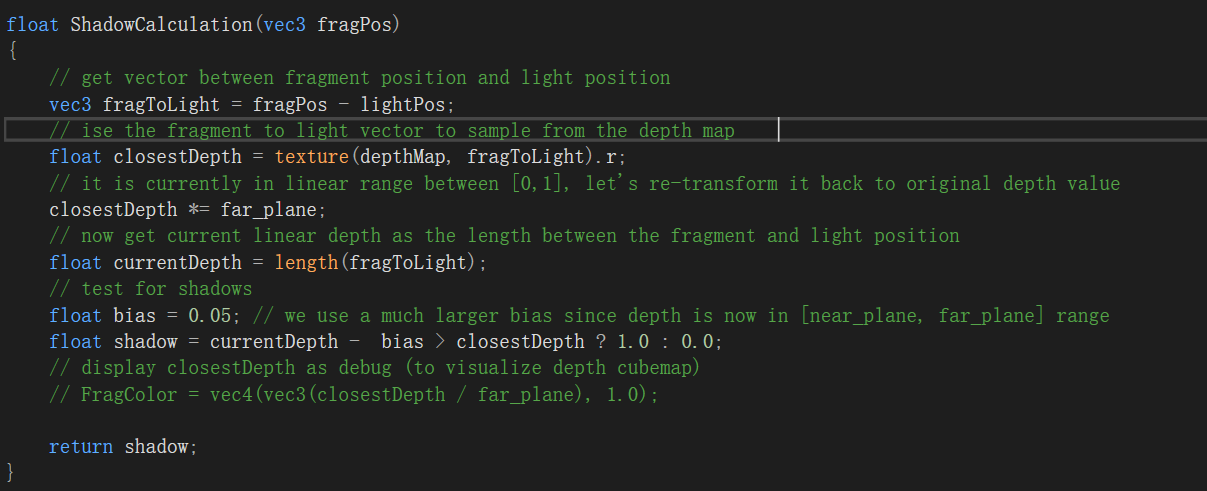 float ShadowCalculation(vec3 fragPos)
{
    // get vector between fragment position and light position
    vec3 fragToLight = fragPos - lightPos;
    // ise the fragment to light vector to sample from the depth map
    float closestDepth = texture(depthMap, fragToLight).r;
    // it is currently in linear range between [0,1], let's re-transform it back to original depth value
    closestDepth *= far_plane;
    // now get current linear depth as the length between the fragment and light position
    float currentDepth = length(fragToLight);
    // test for shadows
    float bias = 0.05; // we use a much larger bias since depth is now in [near_plane, far_plane] range
    float shadow = currentDepth -  bias > closestDepth ? 1.0 : 0.0;
    // display closestDepth as debug (to visualize depth cubemap)
    // FragColor = vec4(vec3(closestDepth / far_plane), 1.0);

    return shadow;
}